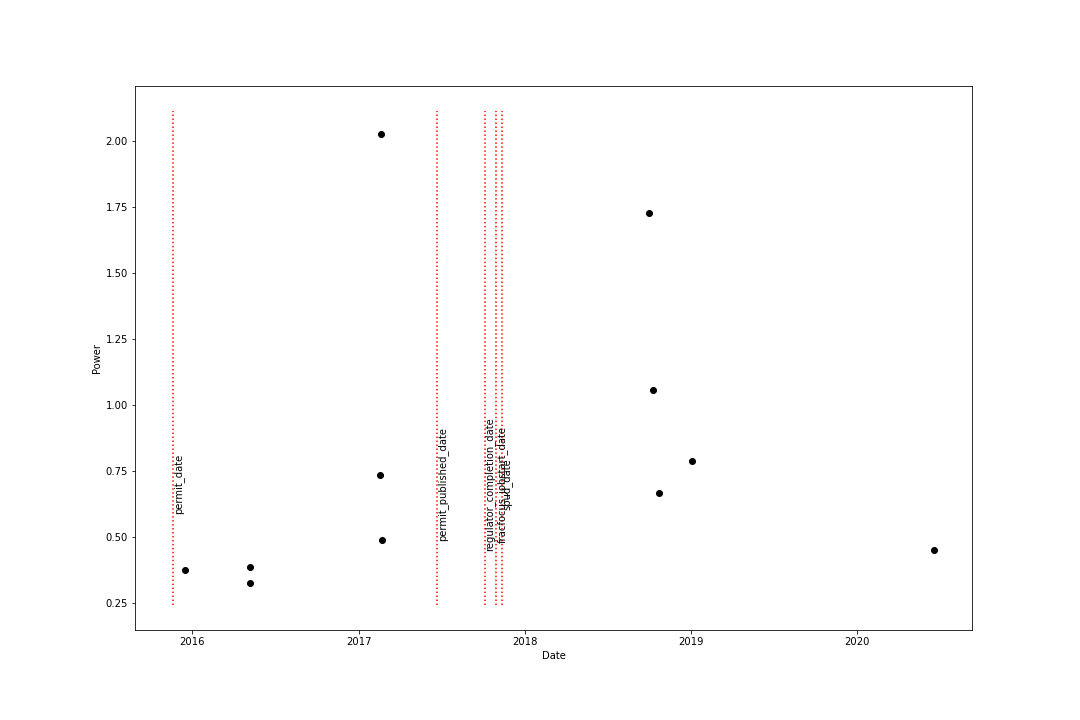 2.00
1.75
1.50
1.25
1.00
0.75
0.50
0.25
Power
permit_date
permit_published_date
regulator_completion_date
fracfocus_jobstart_date
spud_date
2016
2017
2018
2019
2020
Date